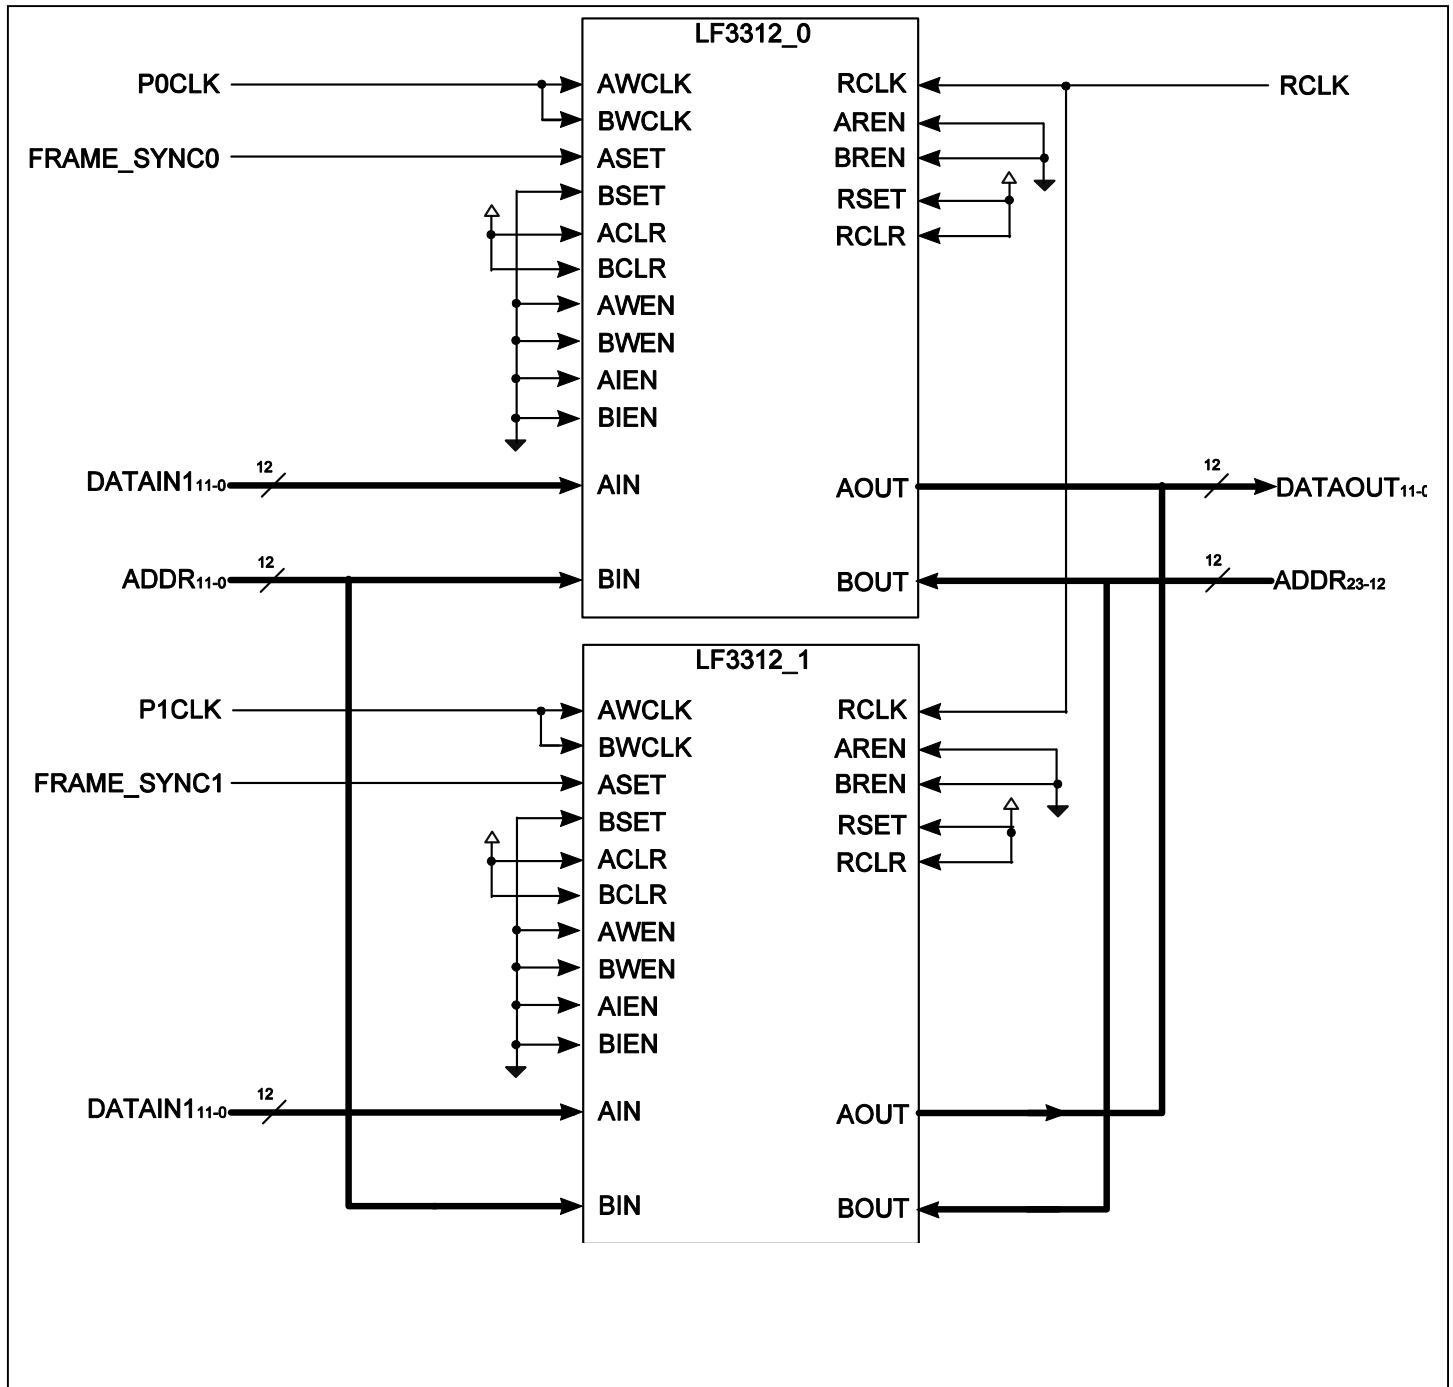 LF3312_0
P0CLK
AWCLK
RCLK
RCLK
BWCLK
AREN
FRAME_SYNC0
ASET
BREN
BSET
RSET
ACLR
RCLR
BCLR
AWEN
BWEN
AIEN
BIEN
DATAIN111-0
12
AIN
AOUT
12
DATAOUT11-0
ADDR11-0
12
BIN
BOUT
12
ADDR23-12
LF3312_1
P1CLK
AWCLK
RCLK
BWCLK
AREN
FRAME_SYNC1
ASET
BREN
BSET
RSET
ACLR
RCLR
BCLR
AWEN
BWEN
AIEN
BIEN
DATAIN111-0
12
AIN
AOUT
BIN
BOUT